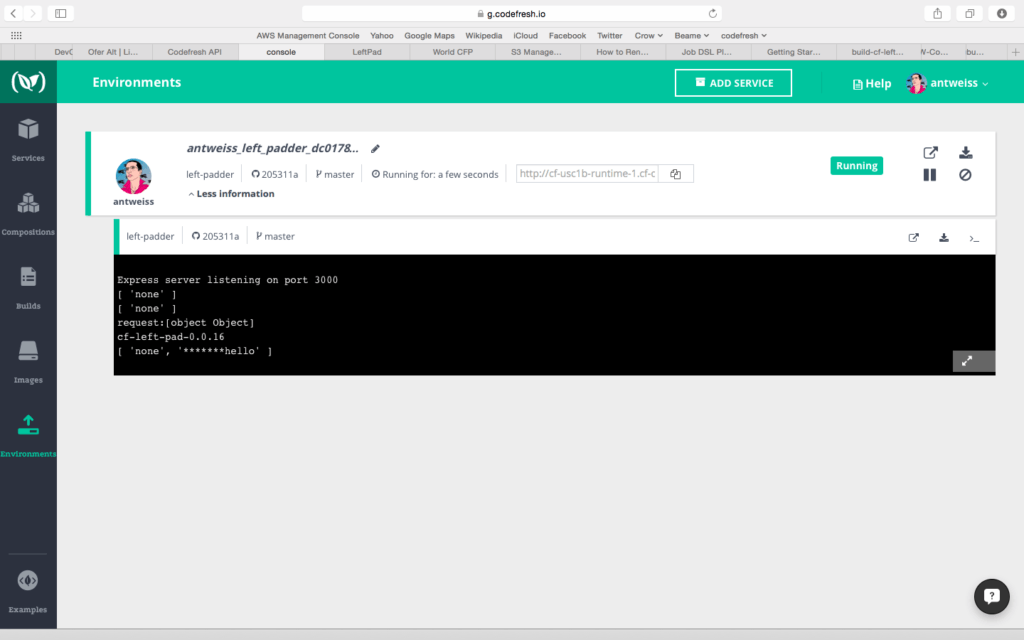 g.codefresh.io
AWS Management Console Yahoo Google Maps Wikipedia iCloud Facebook Twitter Crow Beame codefresh
Ofer Alt | Li... Codefresh API console LeftPad World CFP S3 Manage... How to Ren... Job DSL Pl... Getting Star... build-cf-left... bu...
Environments
ADD SERVICE
Help
antweiss
Services
Compositions
Builds
Images
Environments
Examples
antweiss
antweiss_left_padder_dc0178...
left-padder 205311a master Running for: a few seconds http://cf-usc1b-runtime-1.cf-c
Less information
Running
left-padder 205311a master
>_
Express server listening on port 3000
[ 'none' ]
[ 'none' ]
request:[object Object]
cf-left-pad-0.0.16
[ 'none', '*******hello' ]